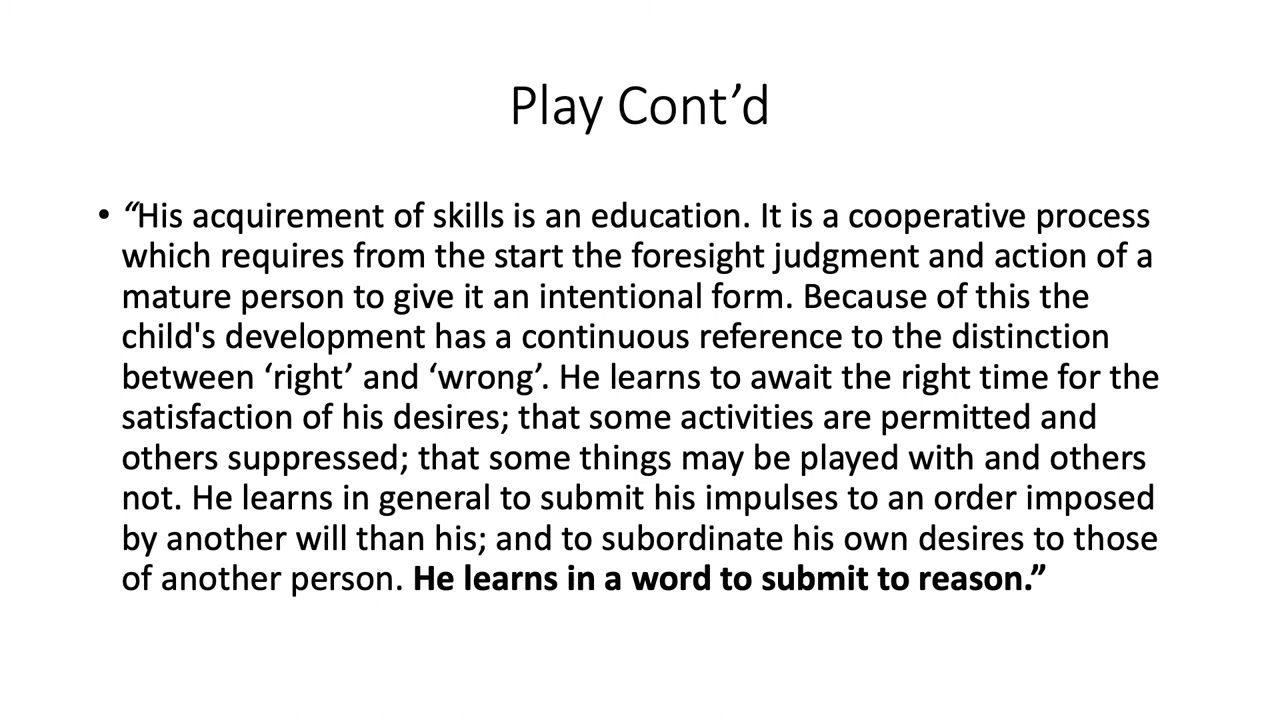 Play Cont’d
• “His acquirement of skills is an education. It is a cooperative process
which requires from the start the foresight judgment and action of a
mature person to give it an intentional form. Because of this the
child's development has a continuous reference to the distinction
between ‘right’ and ‘wrong’. He learns to await the right time for the
satisfaction of his desires; that some activities are permitted and
others suppressed; that some things may be played with and others
not. He learns in general to submit his impulses to an order imposed
by another will than his; and to subordinate his own desires to those
of another person. He learns in a word to submit to reason.”